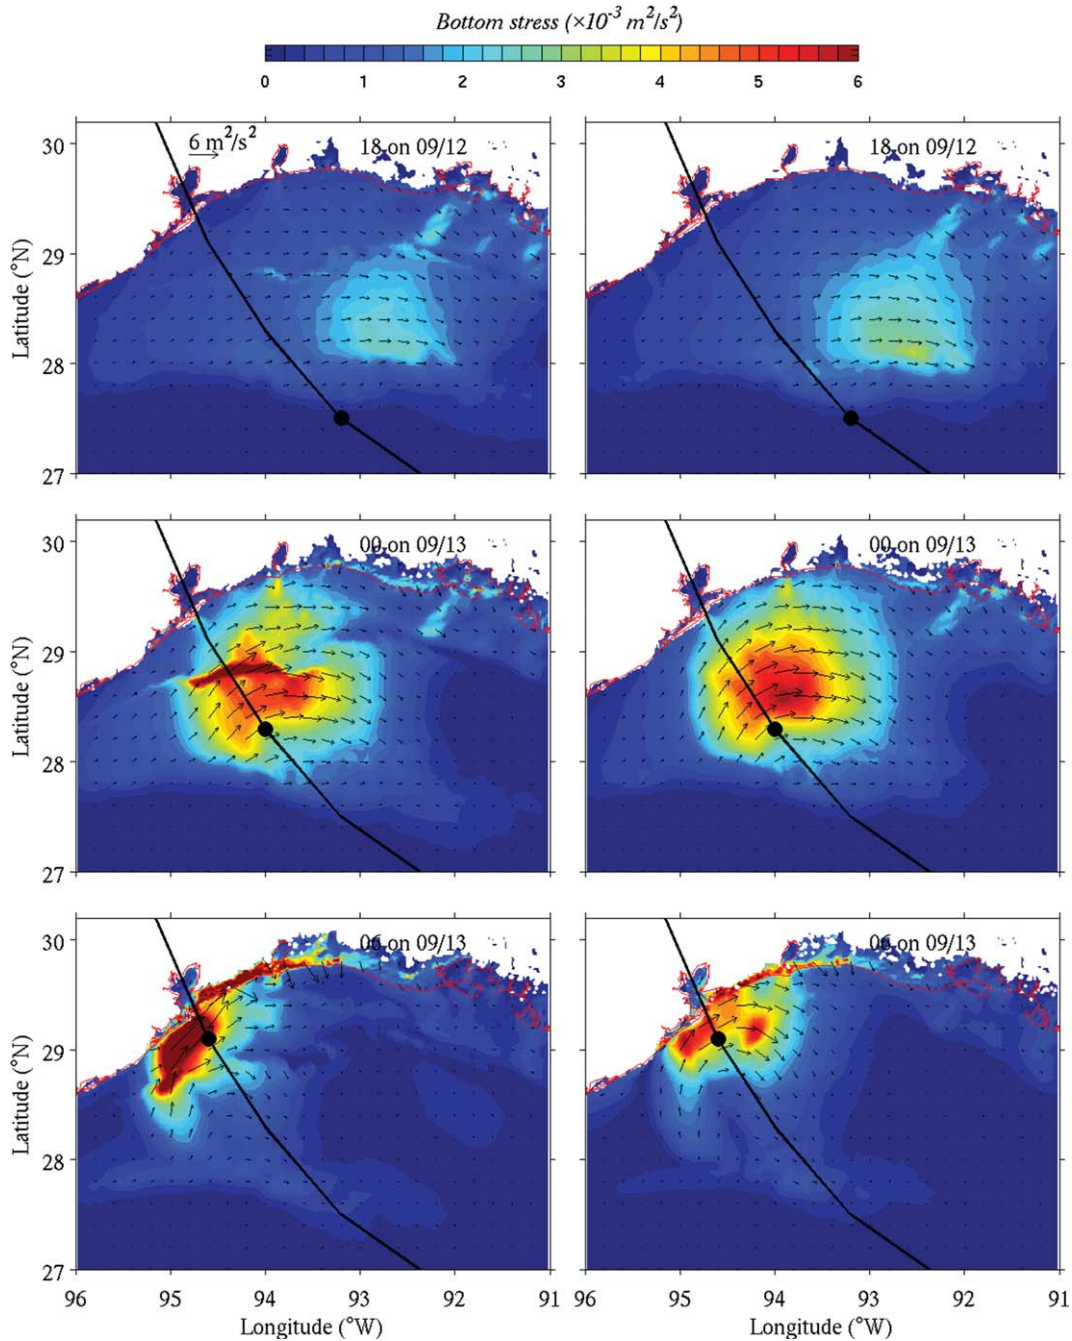 Bottom stress (×10⁻³ m²/s²)
0 1 2 3 4 5 6
6 m²/s²
18 on 09/12
18 on 09/12
30
29
28
27
Latitude (°N)
00 on 09/13
00 on 09/13
30
29
28
27
Latitude (°N)
06 on 09/13
06 on 09/13
30
29
28
27
Latitude (°N)
96 95 94 93 92 91
96 95 94 93 92 91
Longitude (°W)
Longitude (°W)